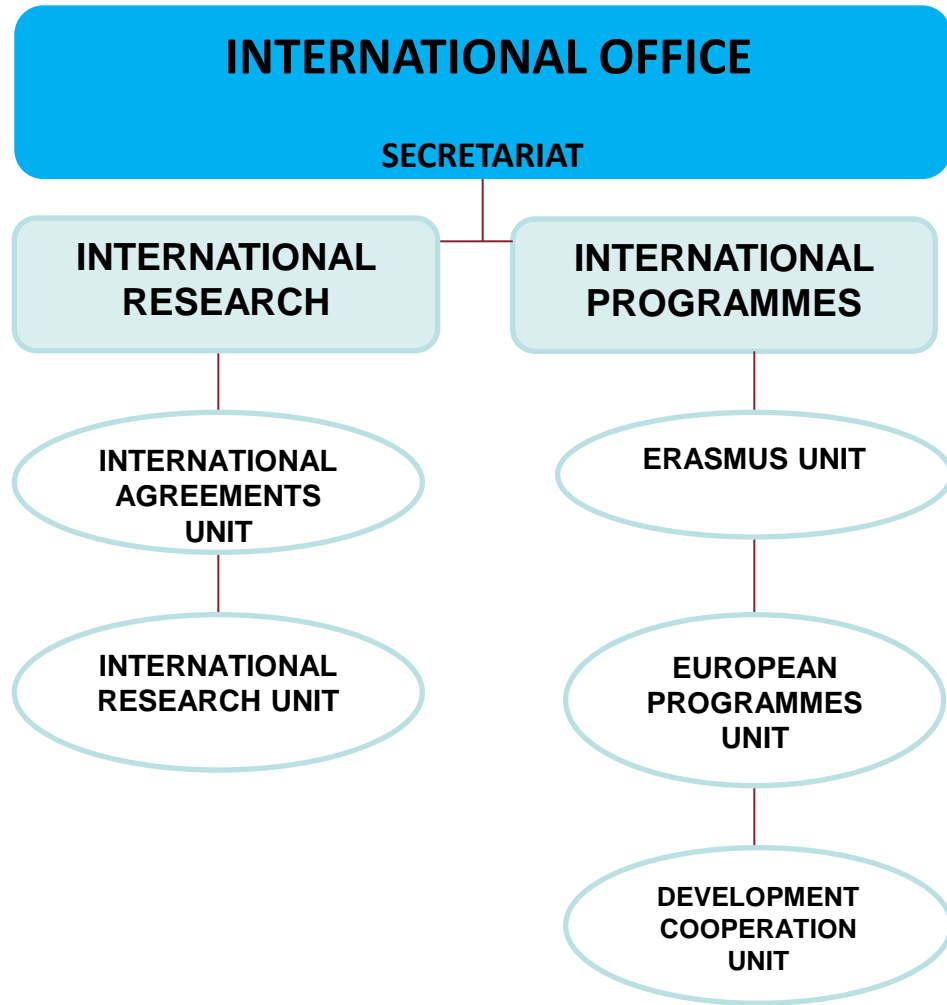 INTERNATIONAL OFFICE
SECRETARIAT
INTERNATIONAL
RESEARCH
INTERNATIONAL
PROGRAMMES
INTERNATIONAL
AGREEMENTS
UNIT
ERASMUS UNIT
INTERNATIONAL
RESEARCH UNIT
EUROPEAN
PROGRAMMES
UNIT
DEVELOPMENT
COOPERATION
UNIT